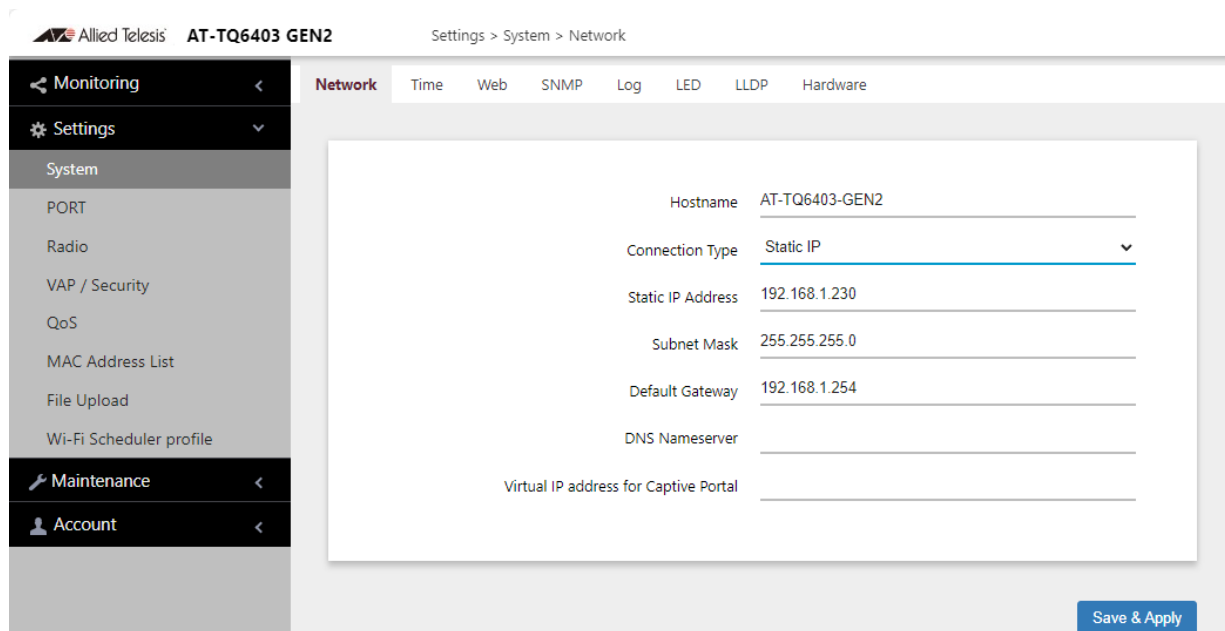 Allied Telesis AT-TQ6403 GEN2 Settings > System > Network
Monitoring
Settings
System
PORT
Radio
VAP / Security
QoS
MAC Address List
File Upload
Wi-Fi Scheduler profile
Maintenance
Account
Network Time Web SNMP Log LED LLDP Hardware
Hostname AT-TQ6403-GEN2
Connection Type Static IP
Static IP Address 192.168.1.230
Subnet Mask 255.255.255.0
Default Gateway 192.168.1.254
DNS Nameserver
Virtual IP address for Captive Portal
Save & Apply